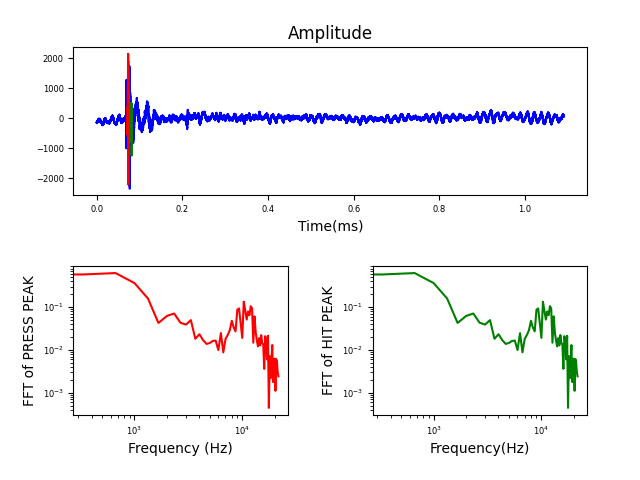 Amplitude
2000
1000
0
−1000
−2000
0.0 0.2 0.4 0.6 0.8 1.0
Time(ms)
FFT of PRESS PEAK
10⁻¹
10⁻²
10⁻³
10³ 10⁴
Frequency (Hz)
FFT of HIT PEAK
10⁻¹
10⁻²
10⁻³
10³ 10⁴
Frequency(Hz)